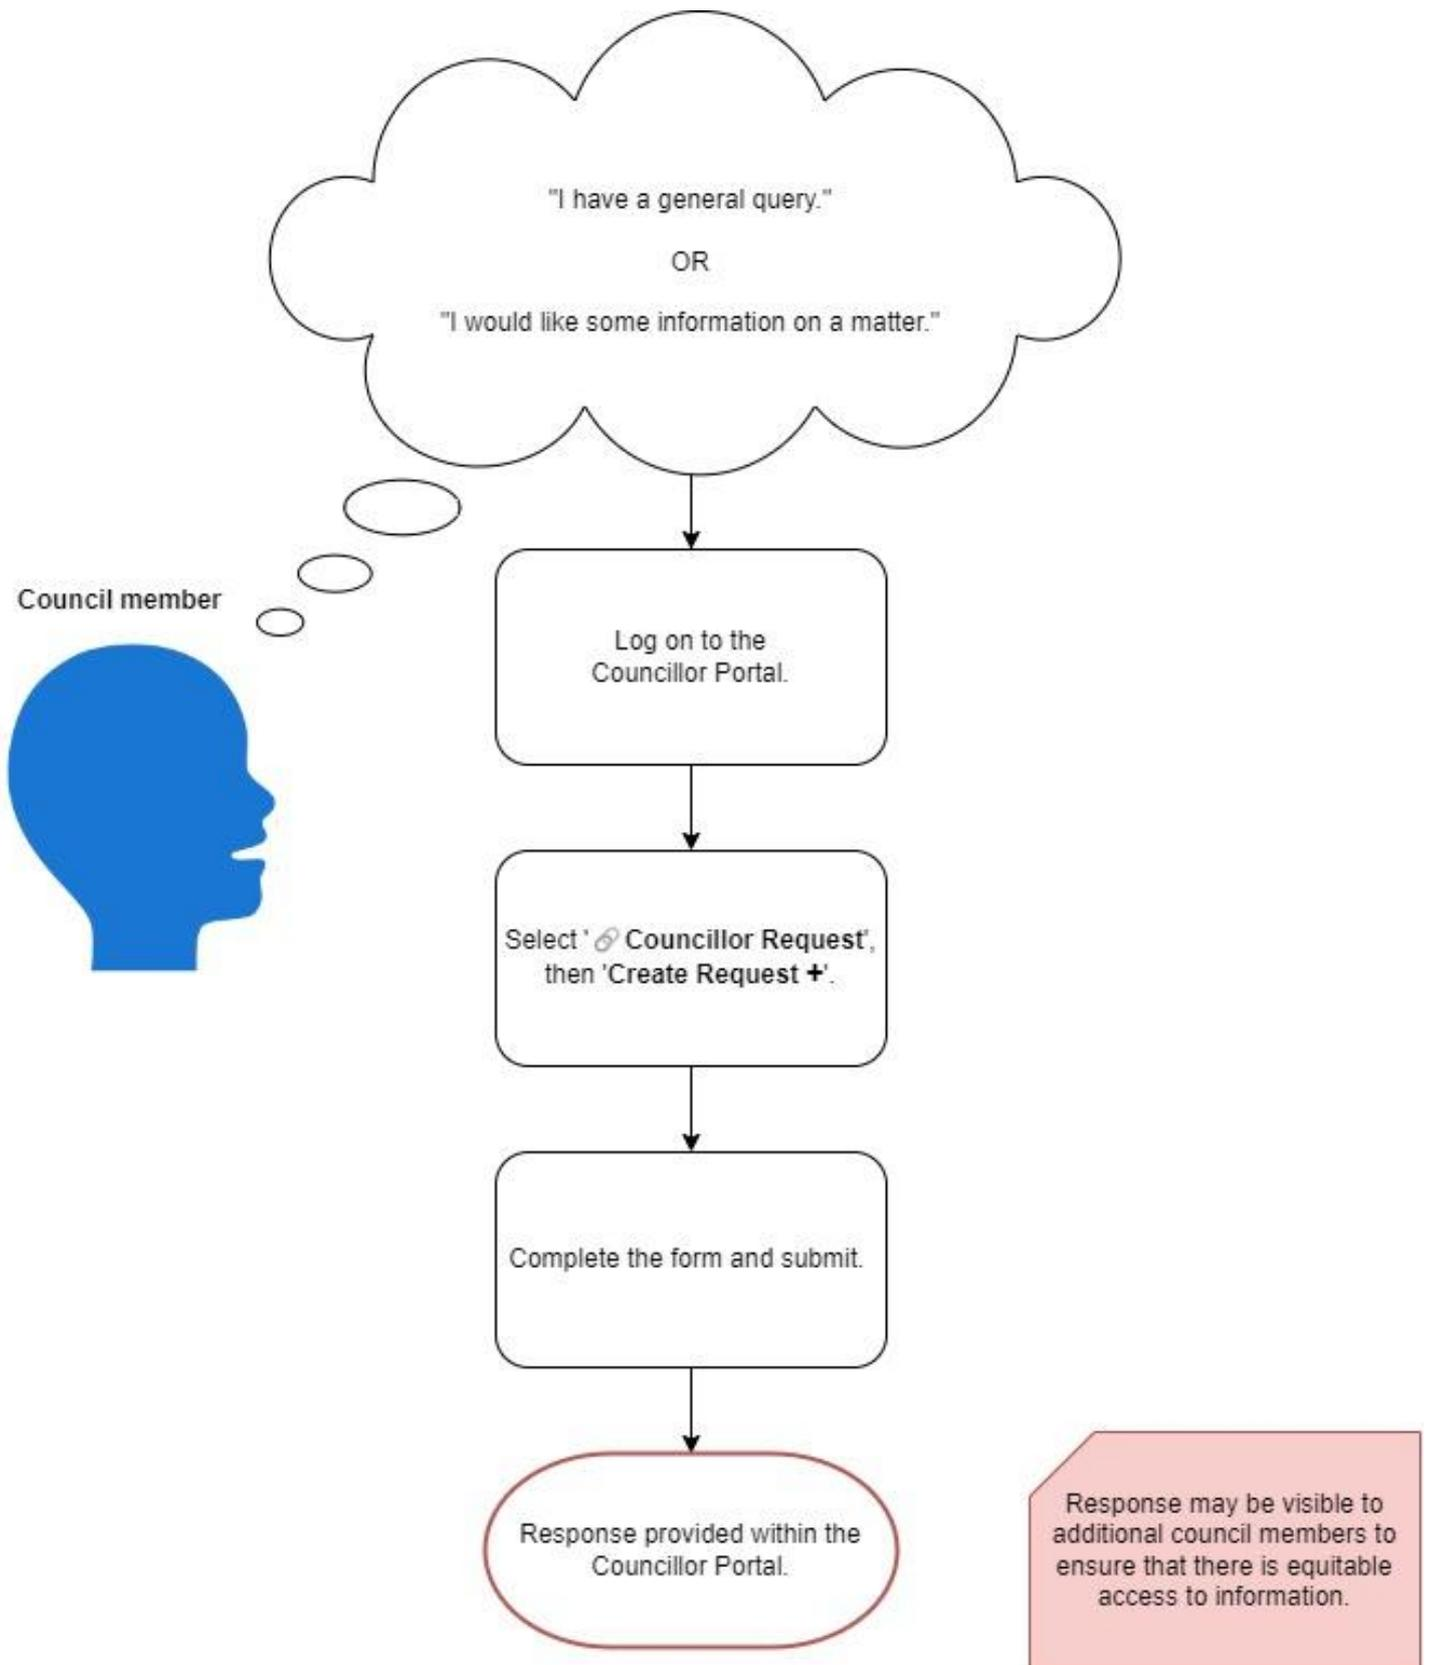 "I have a general query."
OR
"I would like some information on a matter."
Council member
Log on to the
Councillor Portal.
Select ' 🔗 Councillor Request',
then 'Create Request +'.
Complete the form and submit.
Response provided within the
Councillor Portal.
Response may be visible to
additional council members to
ensure that there is equitable
access to information.